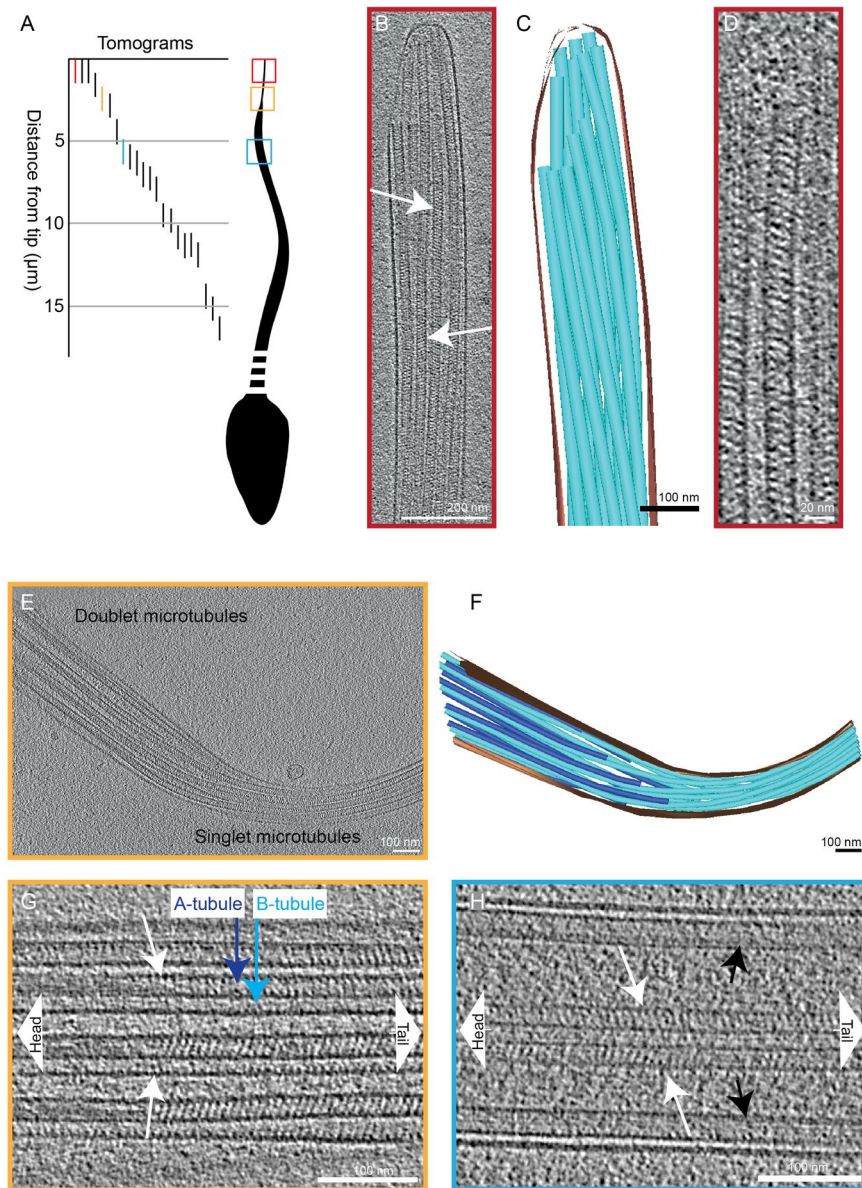 A
Tomograms
Distance from tip (μm)
5
10
15
B
200 nm
C
100 nm
D
20 nm
E
Doublet microtubules
Singlet microtubules
100 nm
F
100 nm
G
A-tubule
B-tubule
Head
Tail
100 nm
H
Head
Tail
100 nm